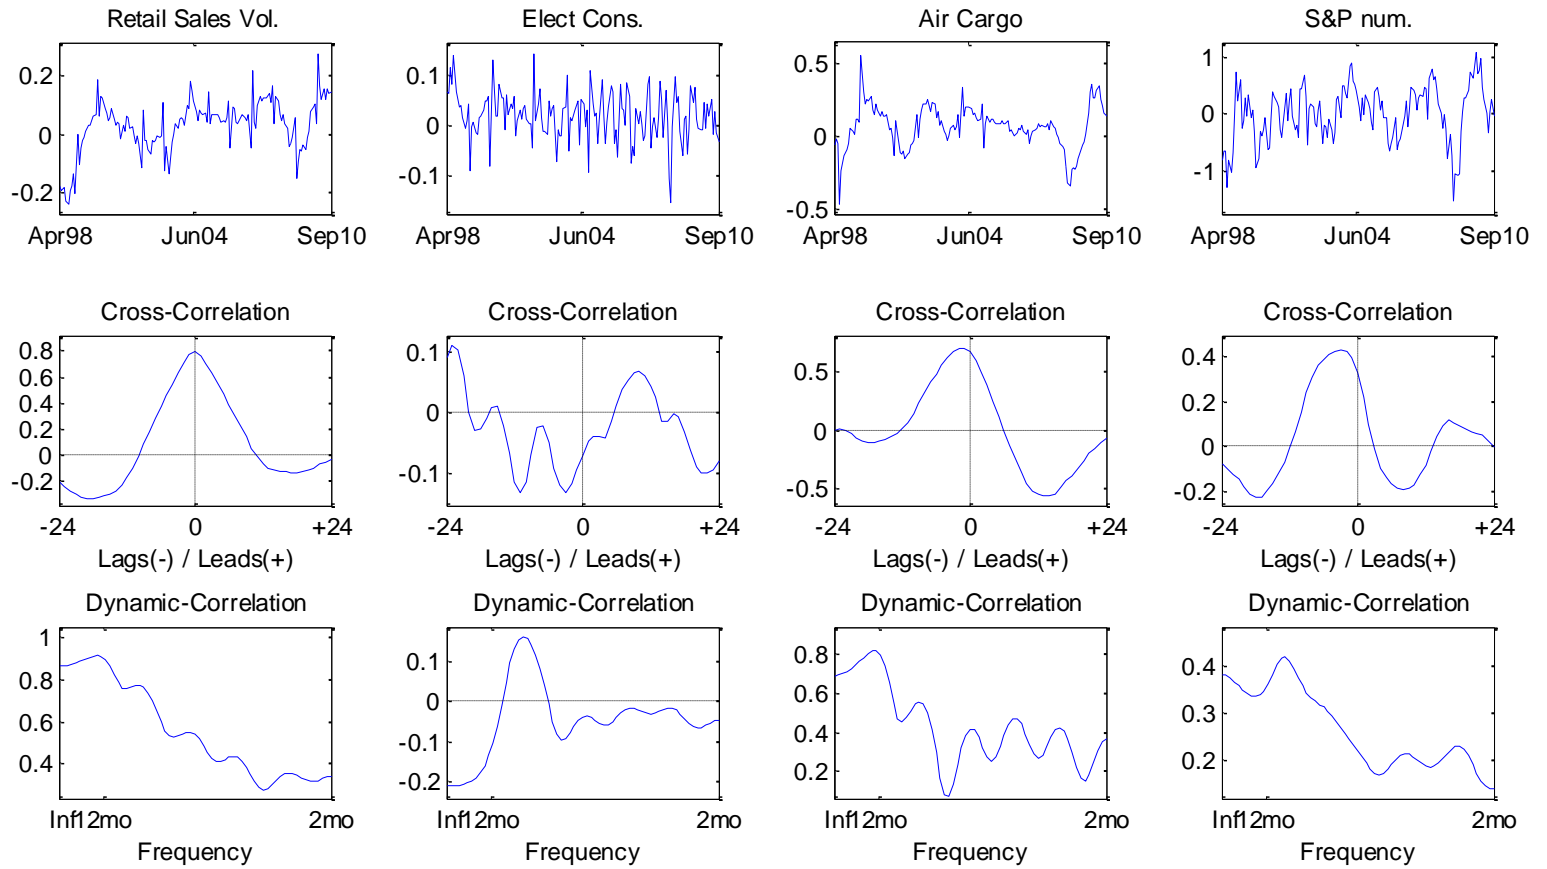 Retail Sales Vol. Elect Cons. Air Cargo S&P num.
0.2
0
-0.2
Apr98 Jun04 Sep10
0.1
0
-0.1
Apr98 Jun04 Sep10
0.5
0
-0.5
Apr98 Jun04 Sep10
1
0
-1
Apr98 Jun04 Sep10
Cross-Correlation Cross-Correlation Cross-Correlation Cross-Correlation
0.8
0.6
0.4
0.2
0
-0.2
-24 0 +24
Lags(-) / Leads(+)
0.1
0
-0.1
-24 0 +24
Lags(-) / Leads(+)
0.5
0
-0.5
-24 0 +24
Lags(-) / Leads(+)
0.4
0.2
0
-0.2
-24 0 +24
Lags(-) / Leads(+)
Dynamic-Correlation Dynamic-Correlation Dynamic-Correlation Dynamic-Correlation
1
0.8
0.6
0.4
Inf12mo 2mo
Frequency
0.1
0
-0.1
-0.2
Inf12mo 2mo
Frequency
0.8
0.6
0.4
0.2
Inf12mo 2mo
Frequency
0.4
0.3
0.2
Inf12mo 2mo
Frequency